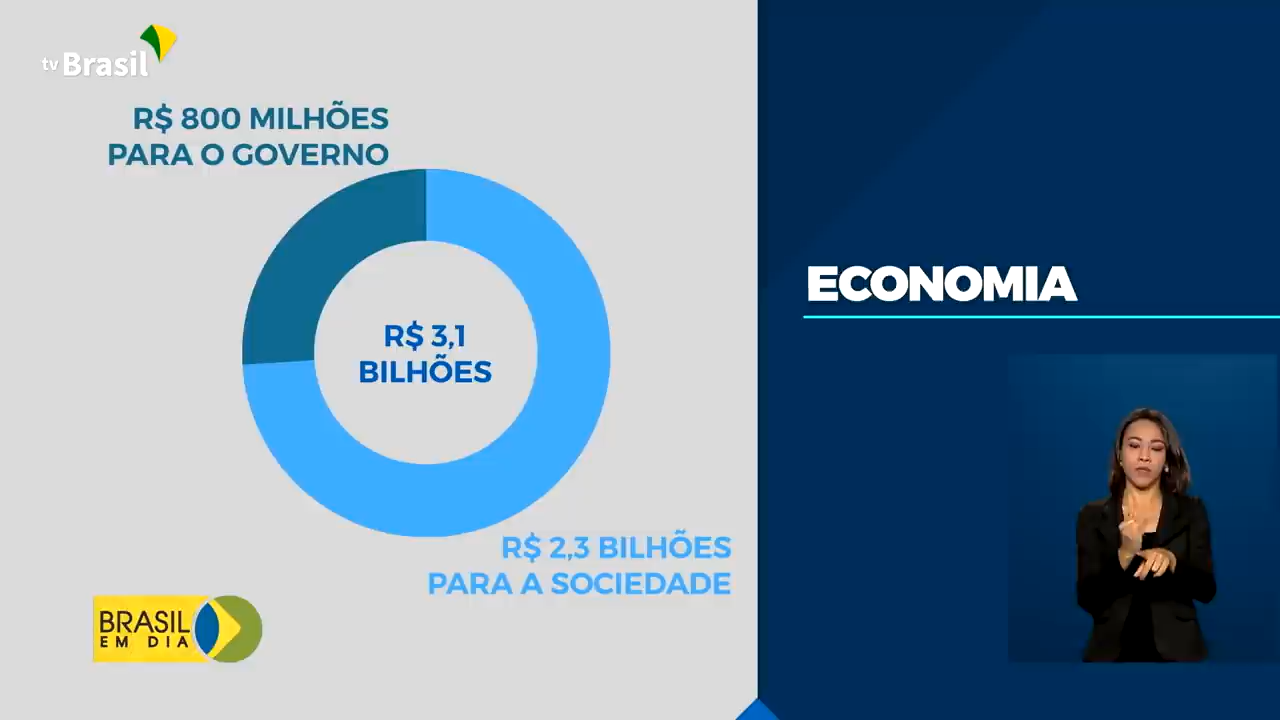 tv Brasil
R$ 800 MILHÕES
PARA O GOVERNO
R$ 3,1
BILHÕES
R$ 2,3 BILHÕES
PARA A SOCIEDADE
ECONOMIA
BRASIL
EM DIA